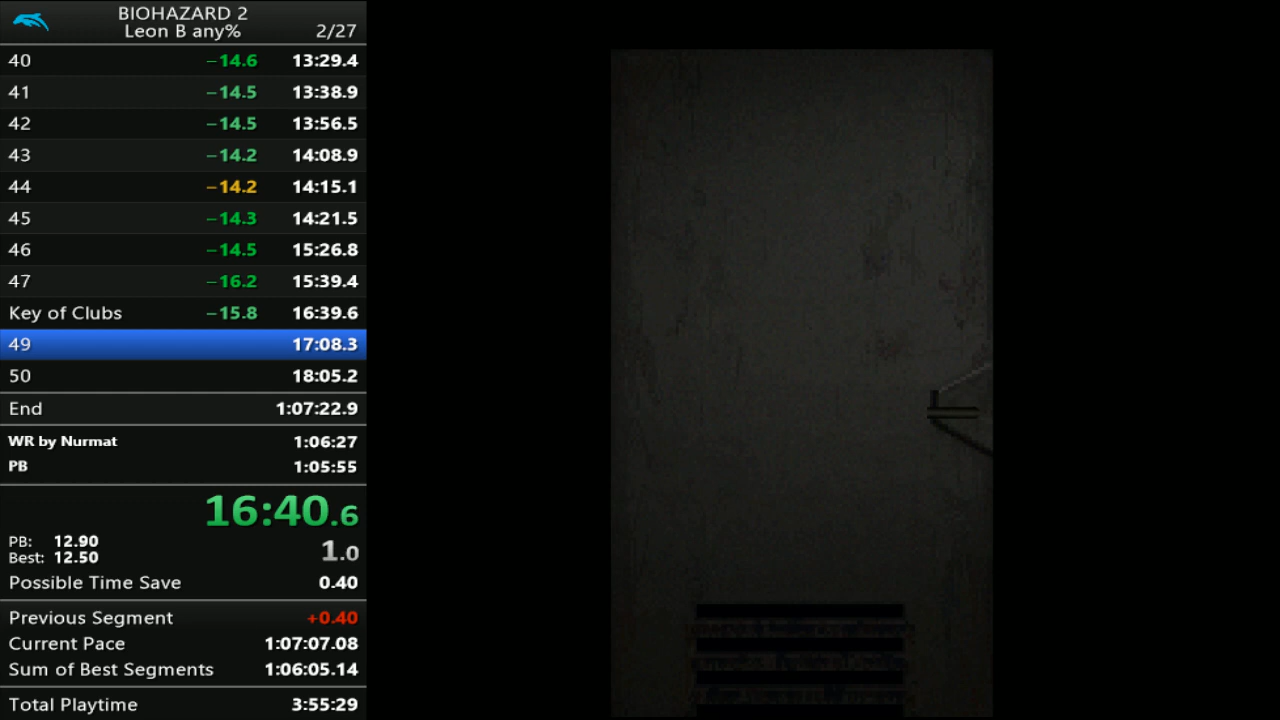 BIOHAZARD 2
Leon B any% 2/27
40 −14.6 13:29.4
41 −14.5 13:38.9
42 −14.5 13:56.5
43 −14.2 14:08.9
44 −14.2 14:15.1
45 −14.3 14:21.5
46 −14.5 15:26.8
47 −16.2 15:39.4
Key of Clubs −15.8 16:39.6
49 17:08.3
50 18:05.2
End 1:07:22.9
WR by Nurmat 1:06:27
PB 1:05:55
16:40.6
PB: 12.90
Best: 12.50 1.0
Possible Time Save 0.40
Previous Segment +0.40
Current Pace 1:07:07.08
Sum of Best Segments 1:06:05.14
Total Playtime 3:55:29